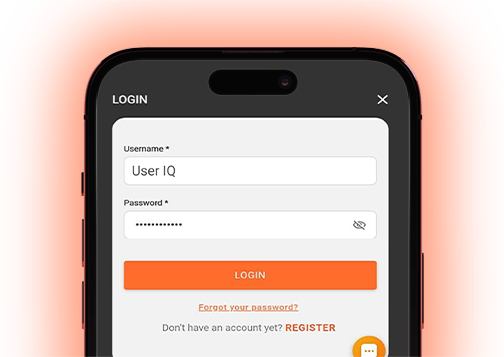 LOGIN
Username *
User IQ
Password *
••••••••••••
LOGIN
Forgot your password?
Don't have an account yet? REGISTER